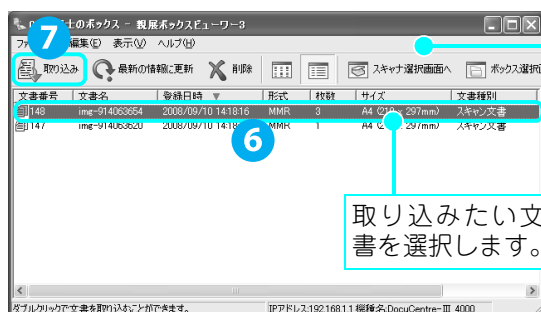 士のボックス - 親展ボックスビューワー3
7
編集(E) 表示(V) ヘルプ(H)
取り込み 最新の情報に更新 削除 スキャナ選択画面へ ボックス選択
文書番号 文書名 登録日時 ▼ 形式 枚数 サイズ 文書種別
148 img-914063654 2008/09/10 14:18:16 MMR 3 A4 (210 x 297mm) スキャン文書
147 img-914063620 2008/09/10 14:18 MMR 1 A4 297mm) スキャン文書
6
取り込みたい文
書を選択します。
ダブルクリックで文書を取り込むことができます。 IPアドレス:192.168.1.1 機種名:DocuCentre-Ⅲ 4000